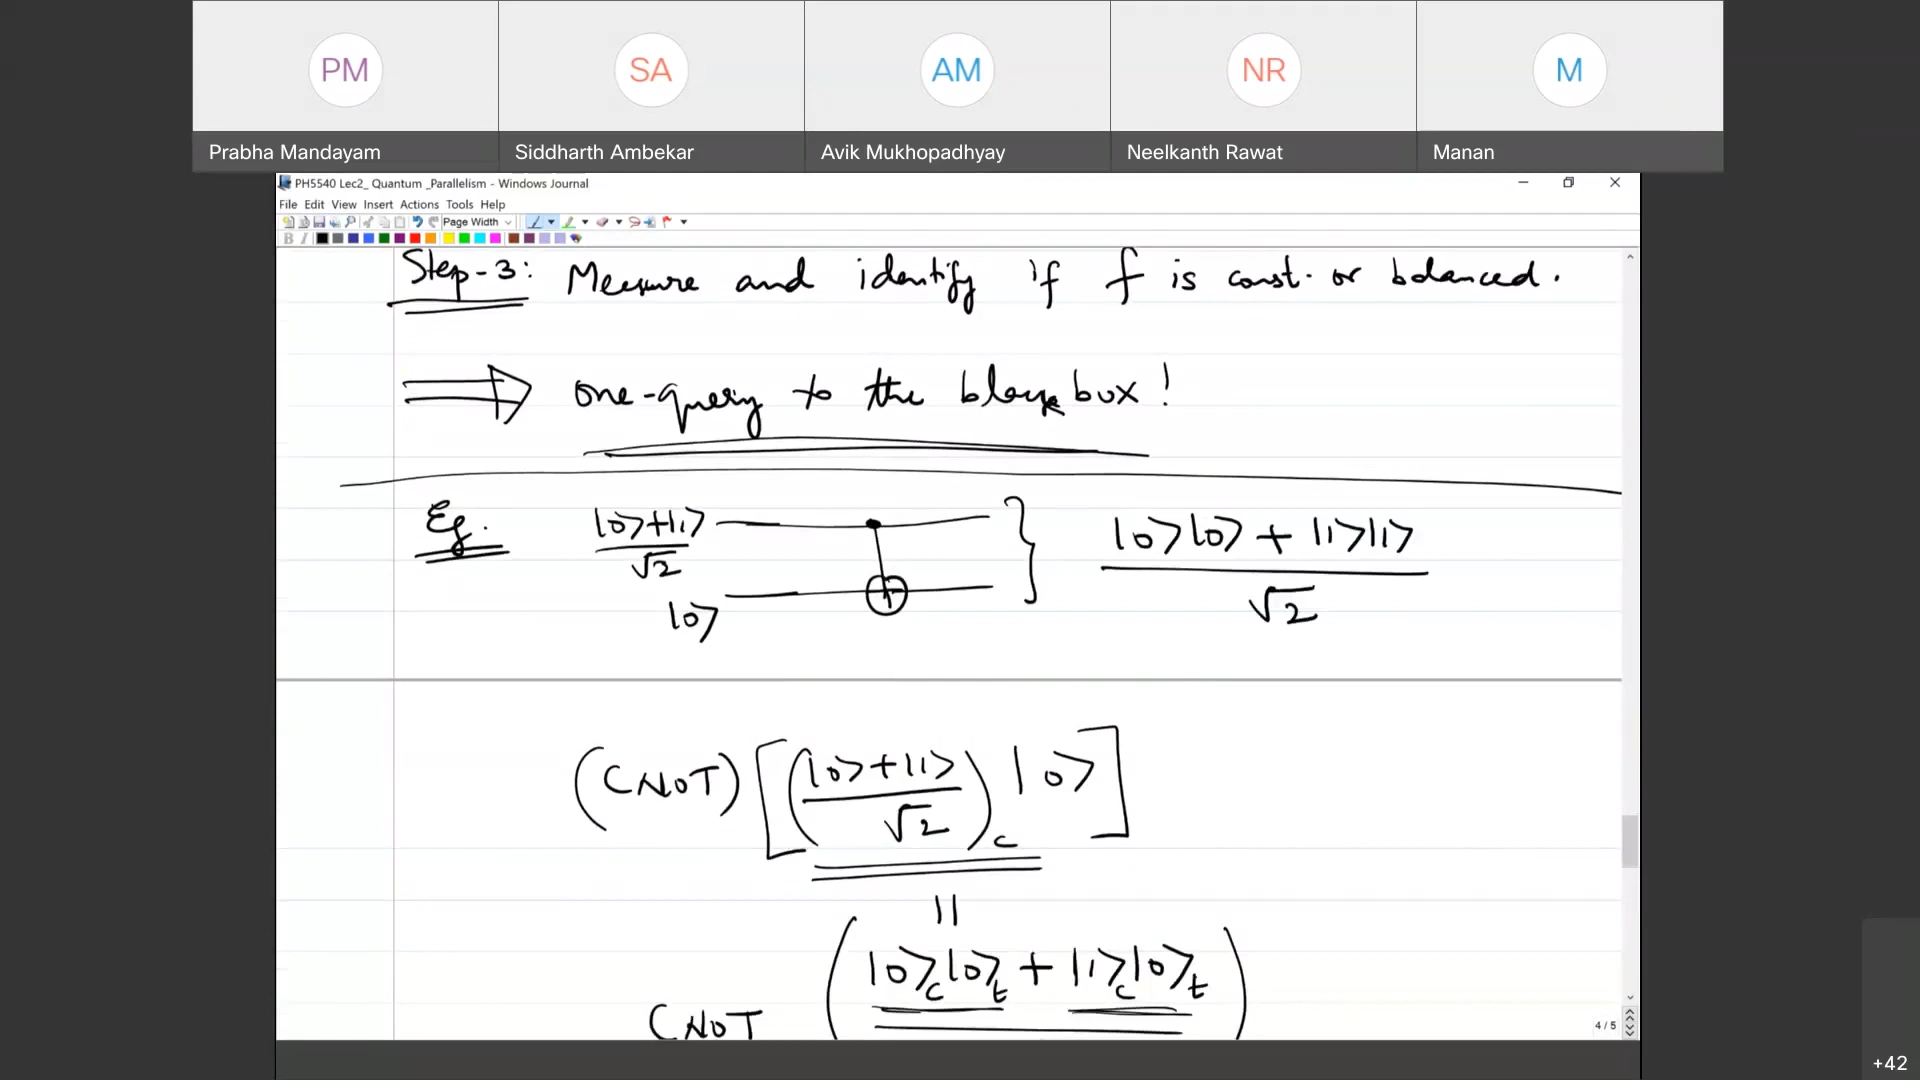 PM SA AM NR M
Prabha Mandayam Siddharth Ambekar Avik Mukhopadhyay Neelkanth Rawat Manan
PH5540 Lec2_ Quantum _Parallelism - Windows Journal
File Edit View Insert Actions Tools Help
Page Width
B I
Step-3: Measure and identify if f is const. or balanced.
⟹ one-query to the black box!
Eg. |0>+|1> / √2 |0> } |0>|0> + |1>|1> / √2
(CNOT) [(|0>+|1> / √2)c |0>]
||
CNOT (|0>c|0>t + |1>c|0>t)
4 / 5
+42